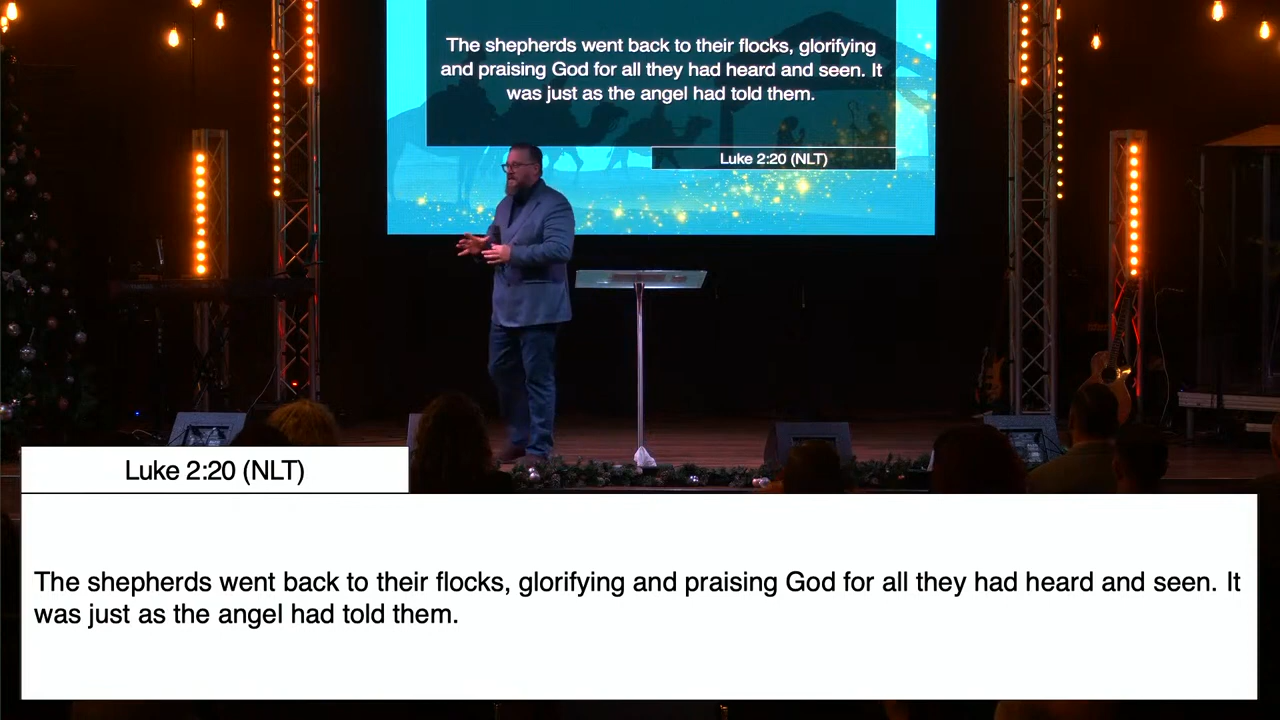 The shepherds went back to their flocks, glorifying
and praising God for all they had heard and seen. It
was just as the angel had told them.
Luke 2:20 (NLT)
Luke 2:20 (NLT)
The shepherds went back to their flocks, glorifying and praising God for all they had heard and seen. It
was just as the angel had told them.